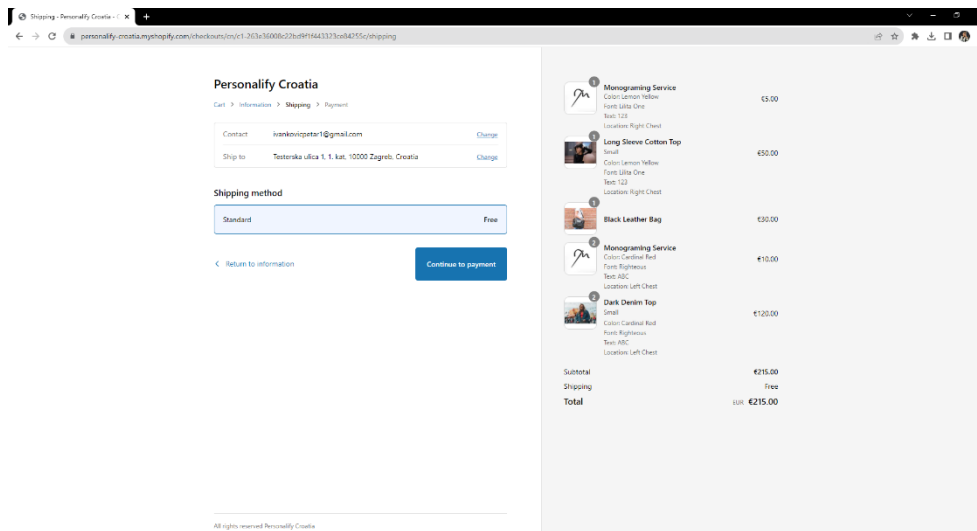 Shipping - Personalify Croatia - C
personalify-croatia.myshopify.com/checkouts/cn/c1-263a36008c22bd9f1f443323ca84255c/shipping
Personalify Croatia
Cart > Information > Shipping > Payment
Contact ivankovicpetar1@gmail.com Change
Ship to Testerska ulica 1, 1. kat, 10000 Zagreb, Croatia Change
Shipping method
Standard Free
< Return to information
Continue to payment
All rights reserved Personalify Croatia
1
Monograming Service €5.00
Color: Lemon Yellow
Font: Lilita One
Text: 123
Location: Right Chest
1
Long Sleeve Cotton Top €50.00
Small
Color: Lemon Yellow
Font: Lilita One
Text: 123
Location: Right Chest
1
Black Leather Bag €30.00
2
Monograming Service €10.00
Color: Cardinal Red
Font: Righteous
Text: ABC
Location: Left Chest
2
Dark Denim Top €120.00
Small
Color: Cardinal Red
Font: Righteous
Text: ABC
Location: Left Chest
Subtotal €215.00
Shipping Free
Total EUR €215.00